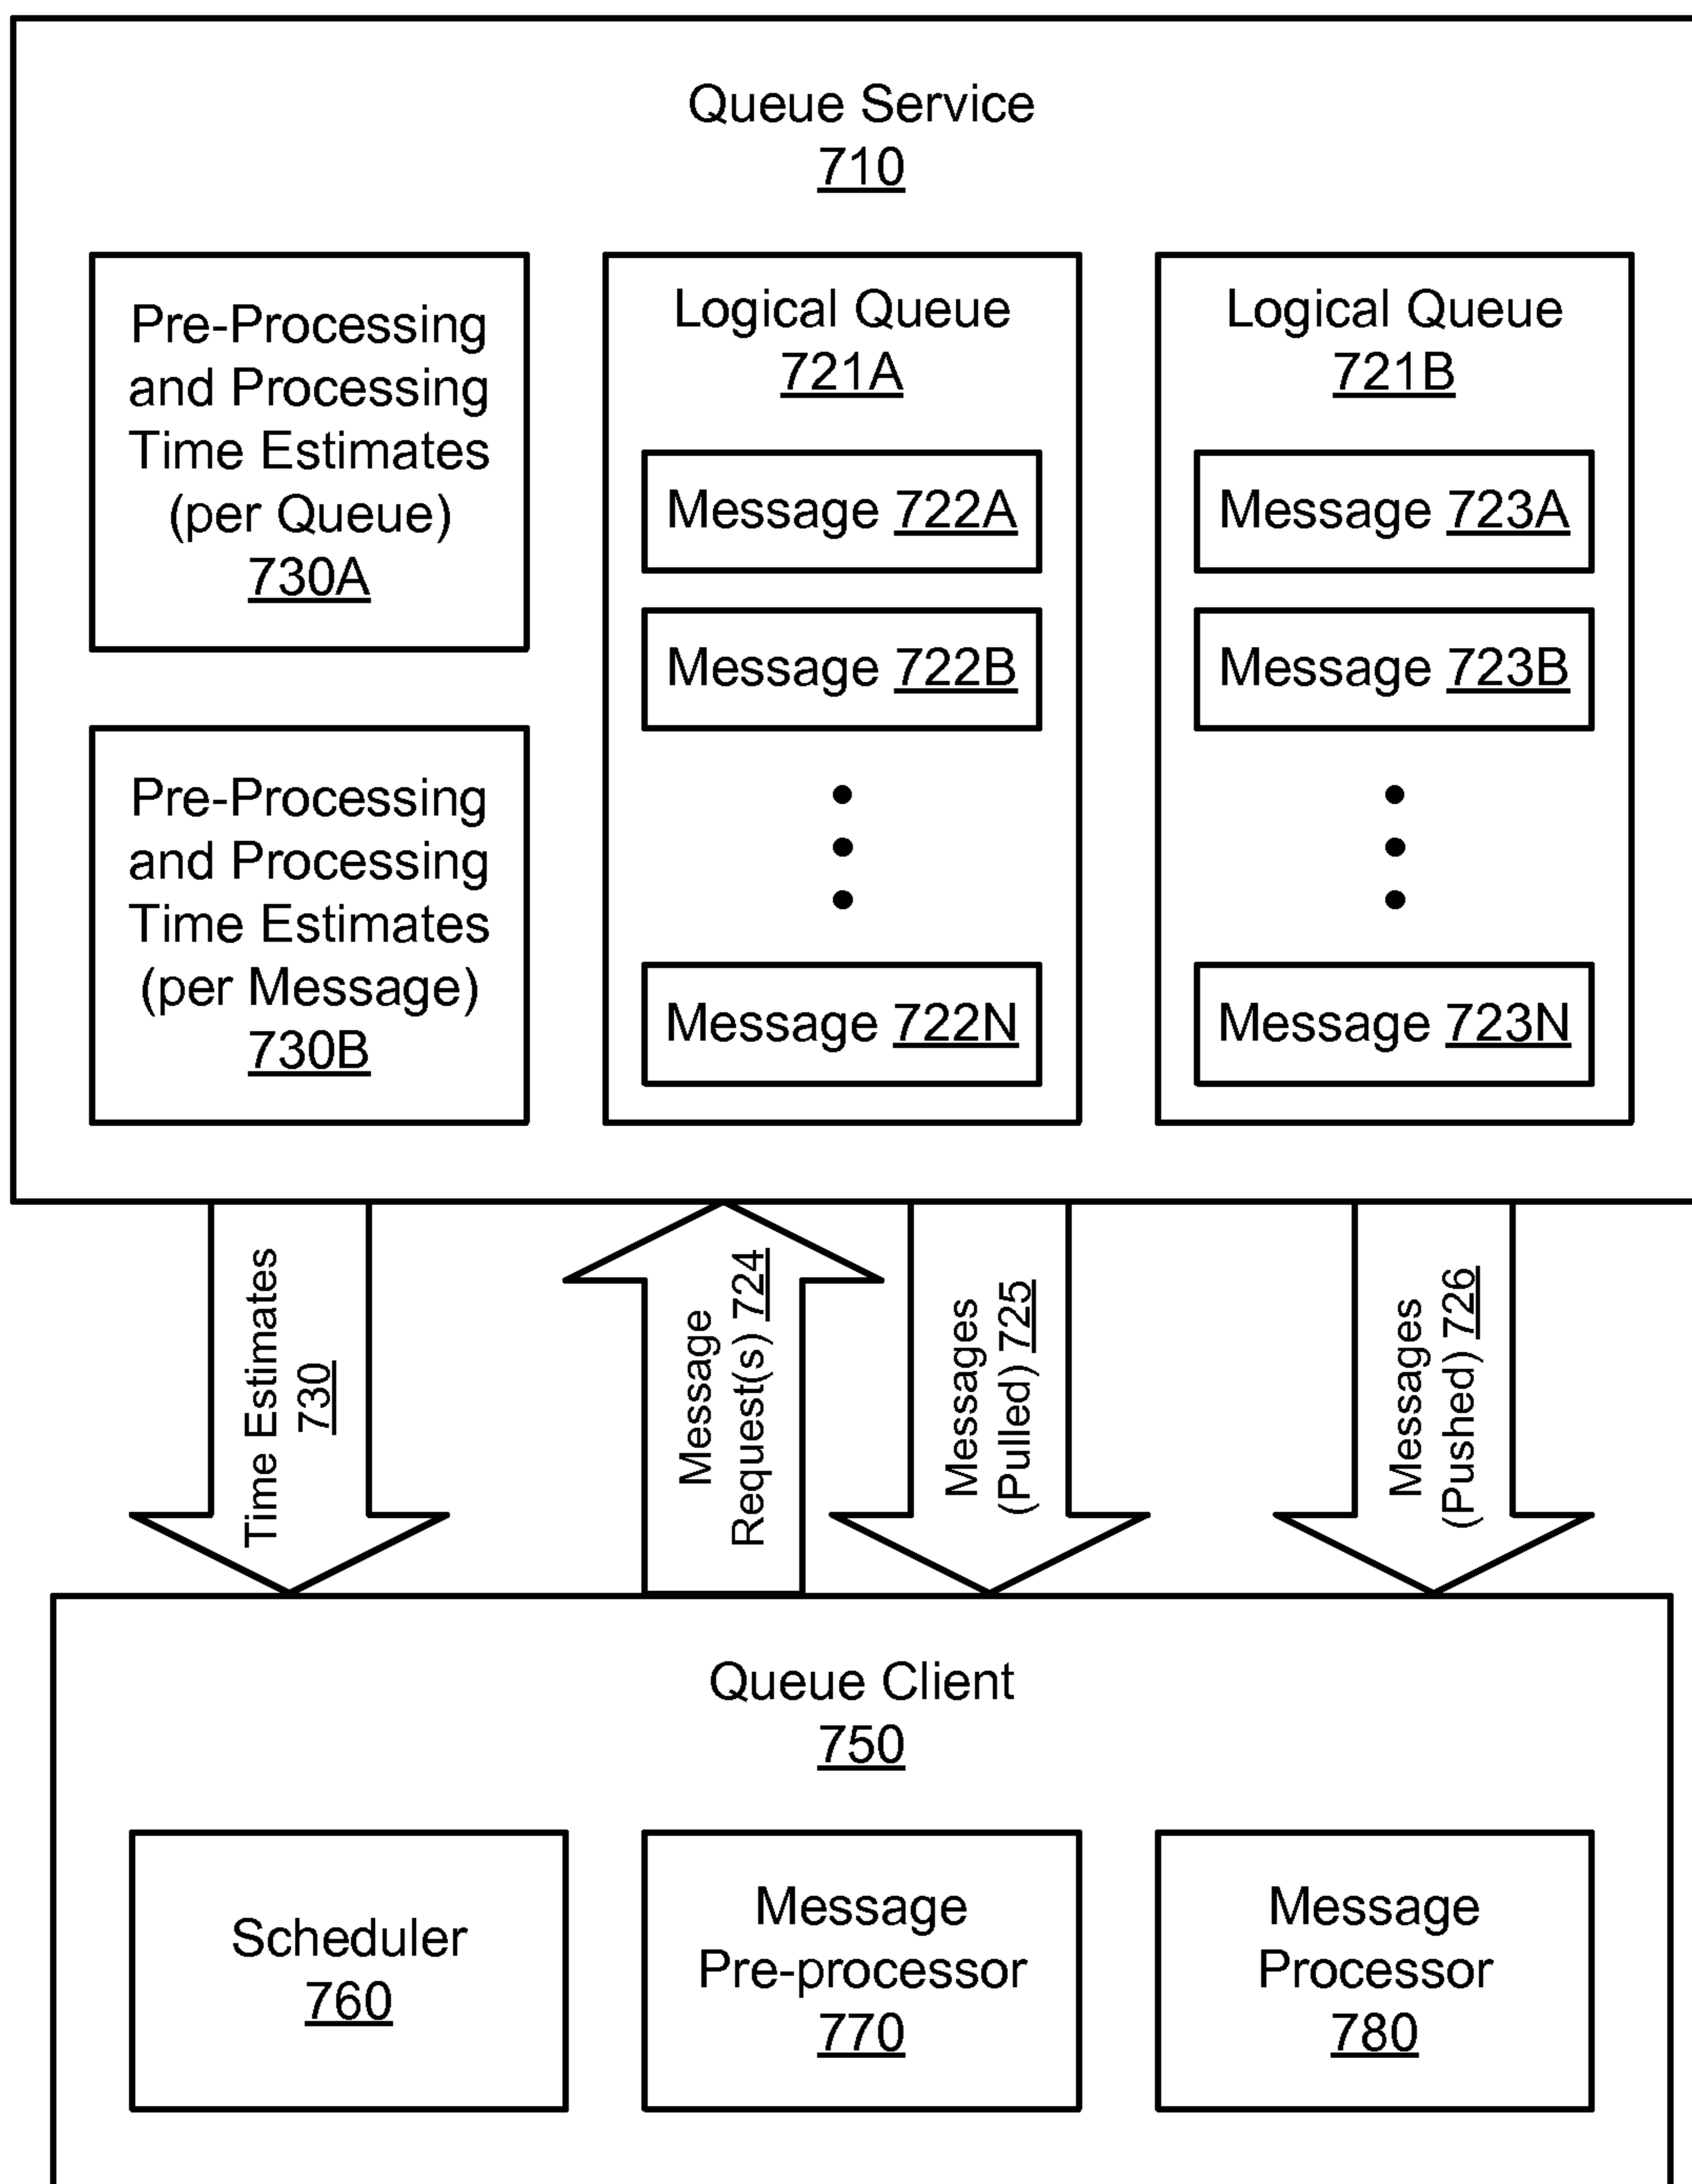 Queue Service
710
Pre-Processing
and Processing
Time Estimates
(per Queue)
730A
Pre-Processing
and Processing
Time Estimates
(per Message)
730B
Logical Queue
721A
Message 722A
Message 722B
Message 722N
Logical Queue
721B
Message 723A
Message 723B
Message 723N
Time Estimates
730
Message
Request(s) 724
Messages
(Pulled) 725
Messages
(Pushed) 726
Queue Client
750
Scheduler
760
Message
Pre-processor
770
Message
Processor
780